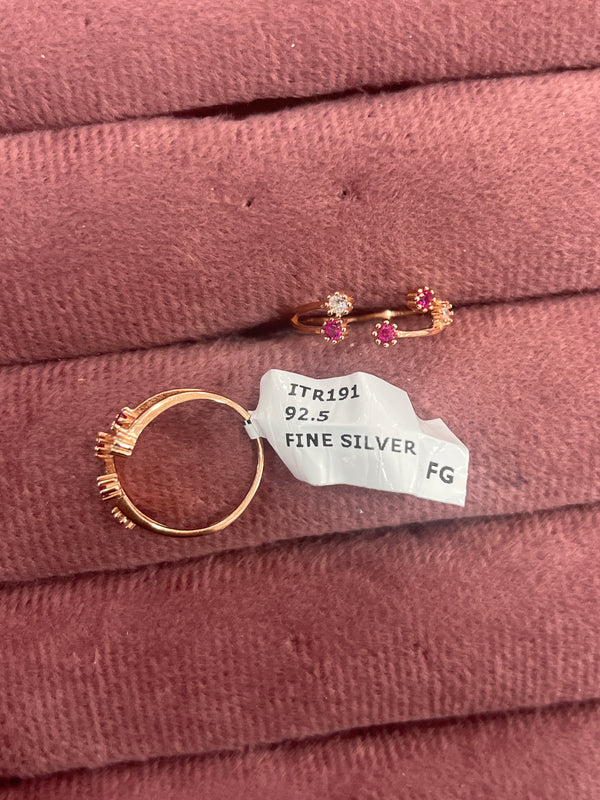 ITR191
92.5
FINE SILVER
FG